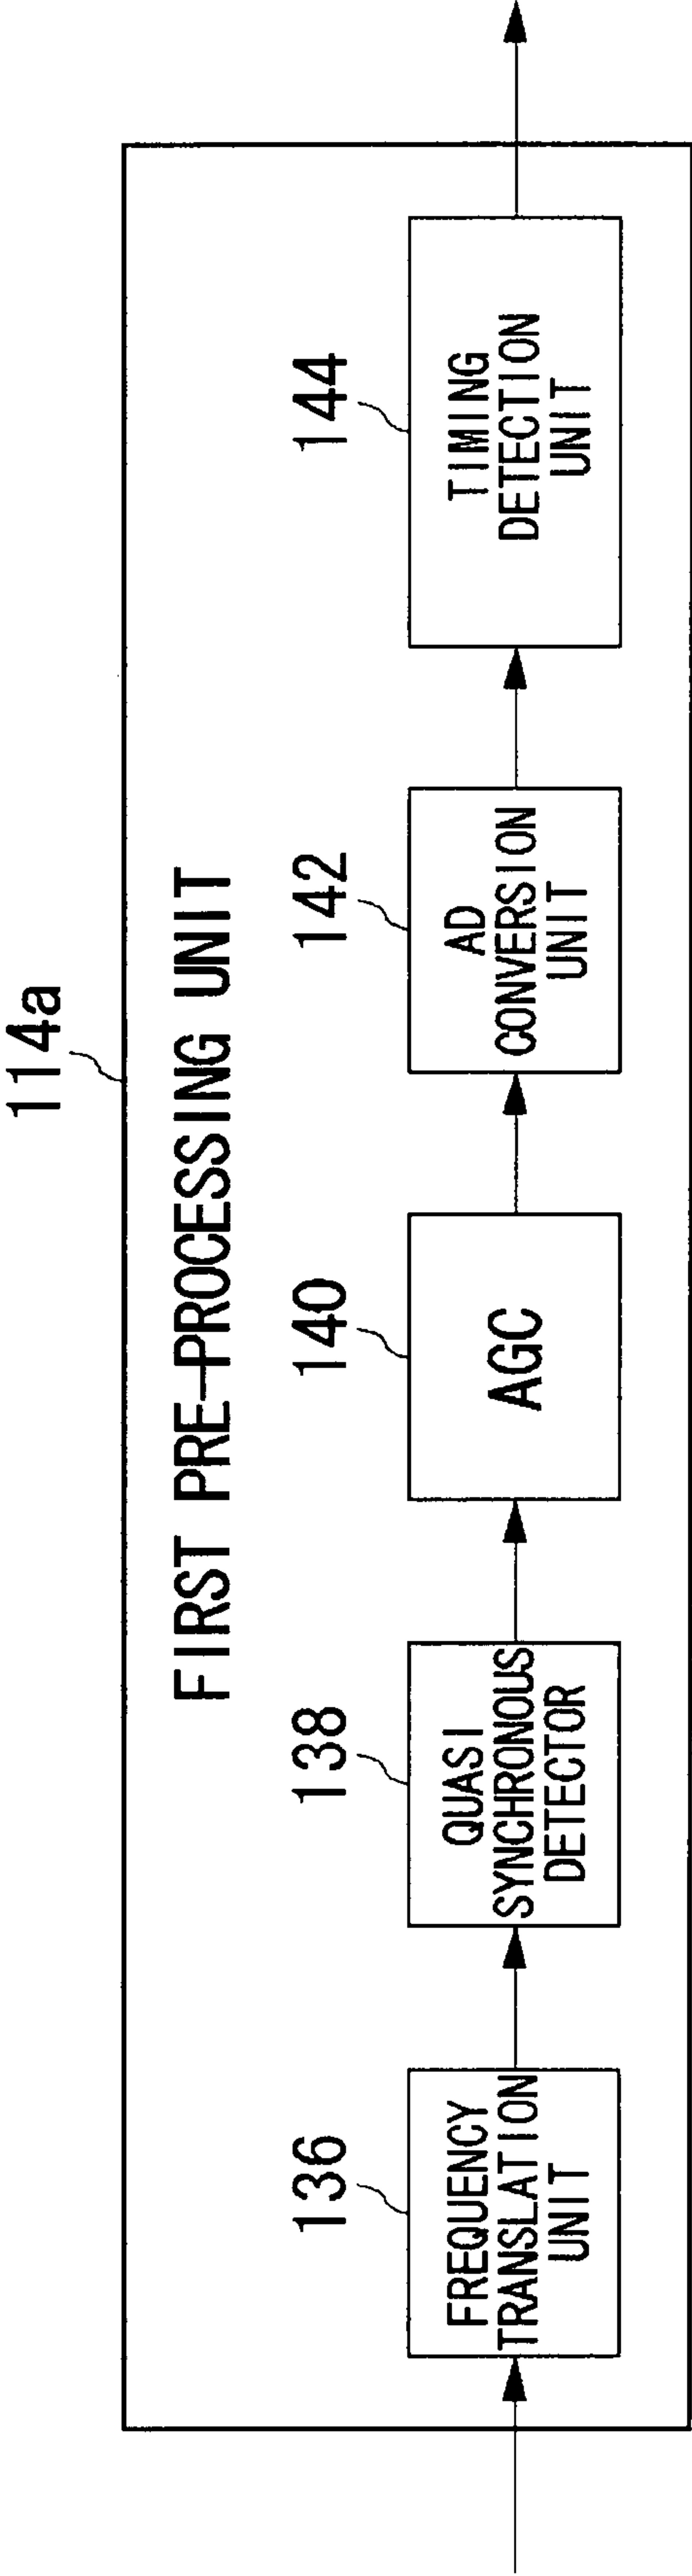 114a
FIRST PRE-PROCESSING UNIT
136
138
140
142
144
FREQUENCY
TRANSLATION
UNIT
QUASI
SYNCHRONOUS
DETECTOR
AGC
AD
CONVERSION
UNIT
TIMING
DETECTION
UNIT